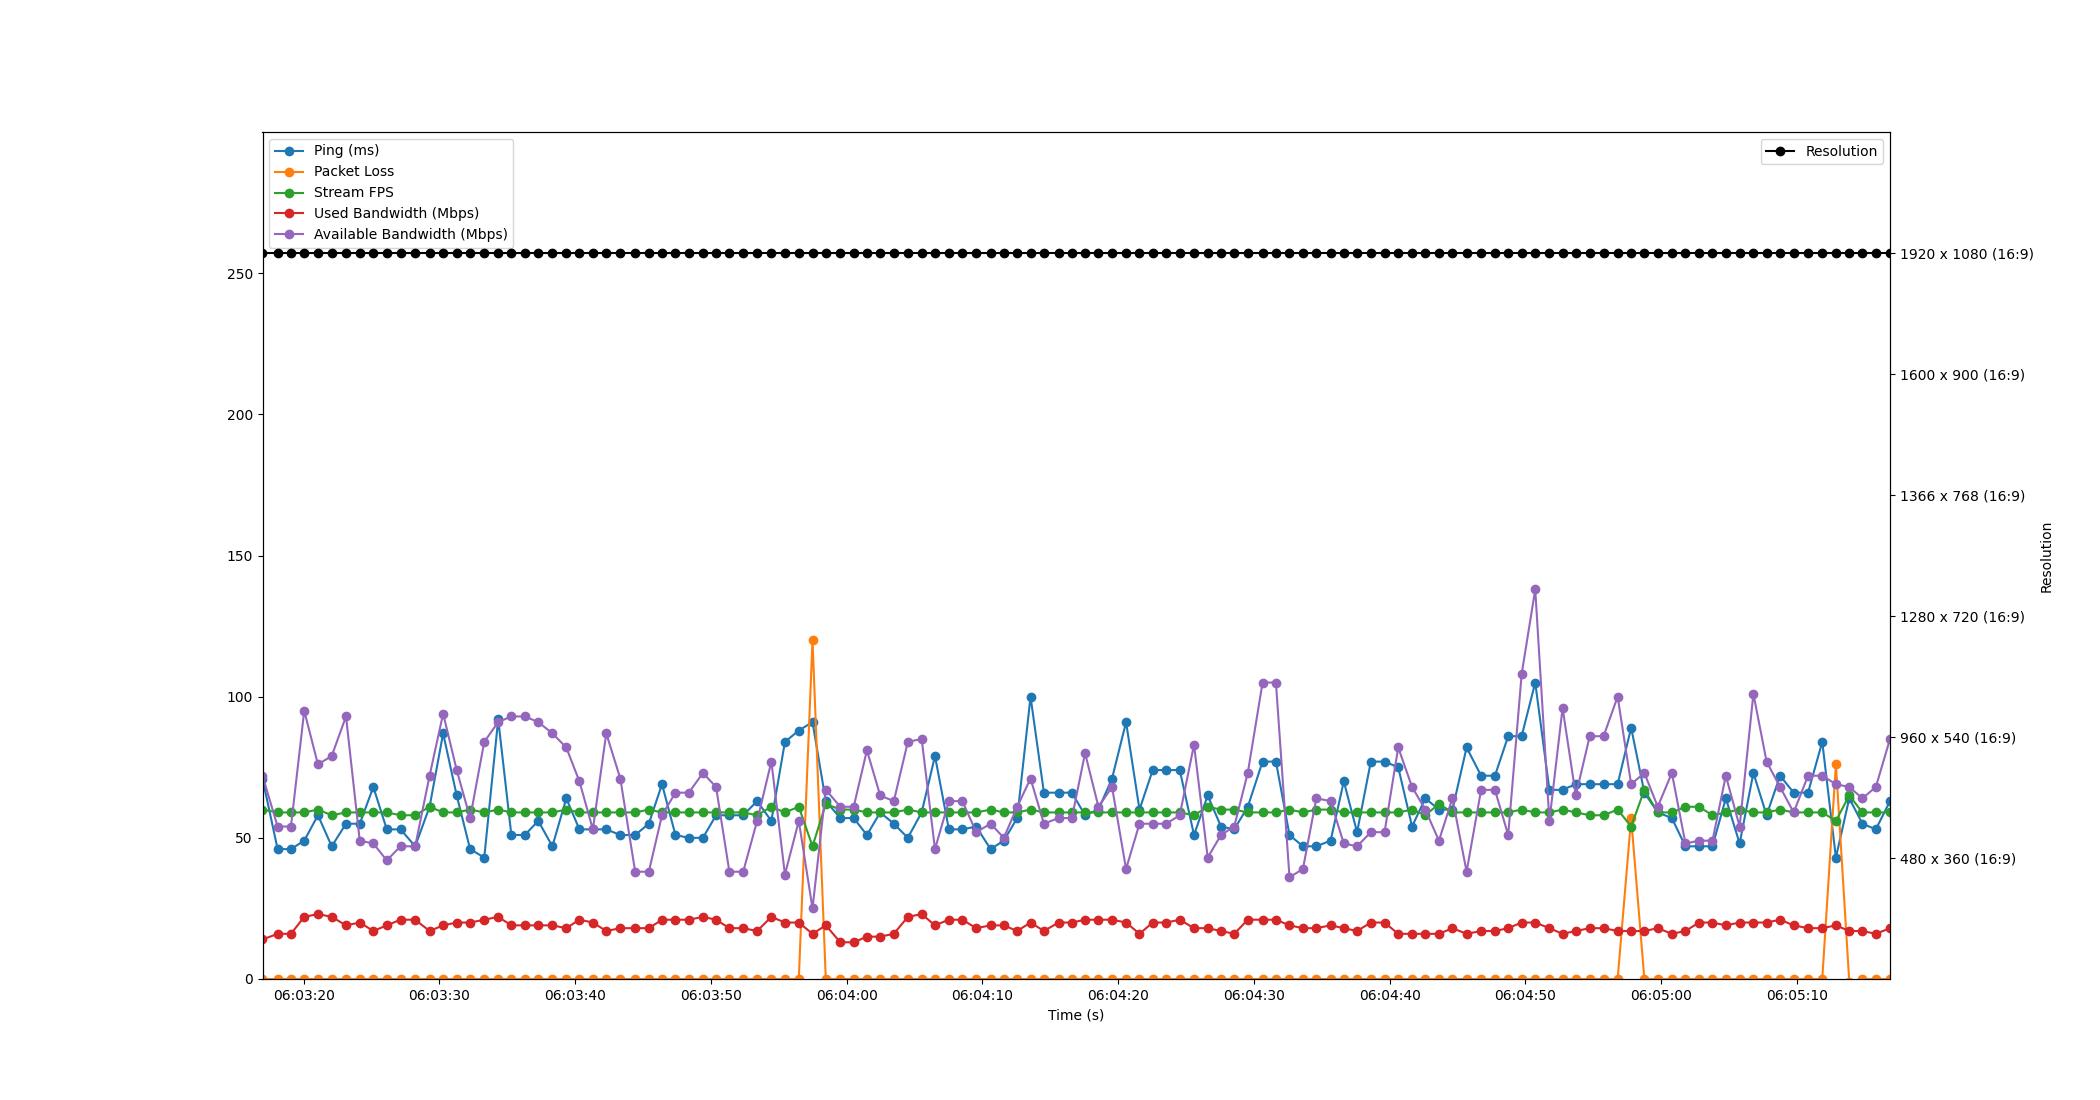 Ping (ms)
Packet Loss
Stream FPS
Used Bandwidth (Mbps)
Available Bandwidth (Mbps)
Resolution
250
200
150
100
50
0
1920 x 1080 (16:9)
1600 x 900 (16:9)
1366 x 768 (16:9)
1280 x 720 (16:9)
960 x 540 (16:9)
480 x 360 (16:9)
Resolution
06:03:20 06:03:30 06:03:40 06:03:50 06:04:00 06:04:10 06:04:20 06:04:30 06:04:40 06:04:50 06:05:00 06:05:10
Time (s)